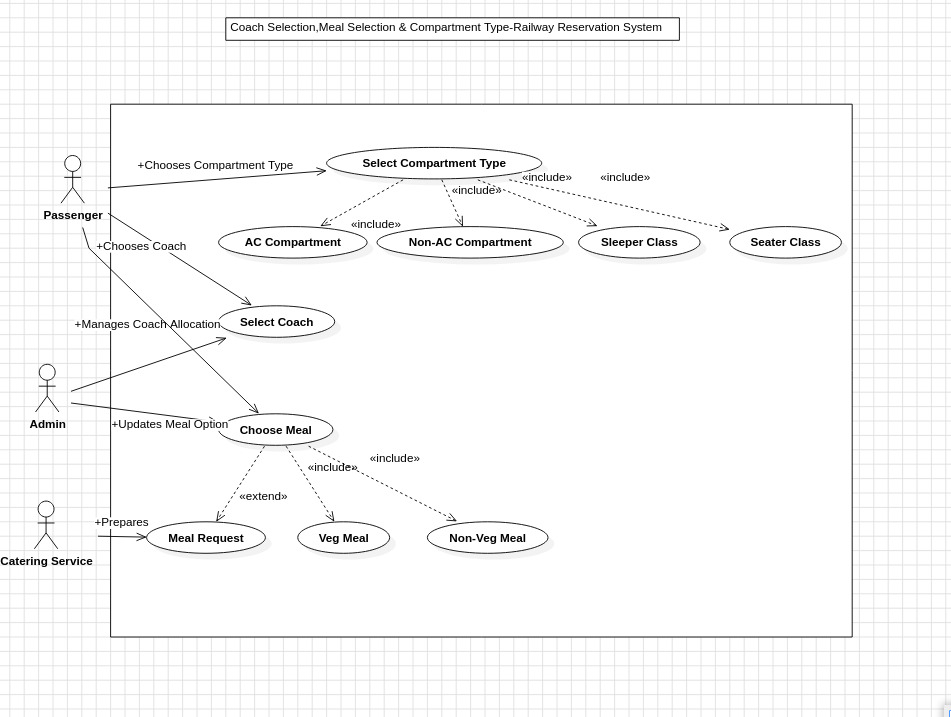 Coach Selection,Meal Selection & Compartment Type-Railway Reservation System
+Chooses Compartment Type
Select Compartment Type
«include»
«include»
«include»
«include»
Passenger
AC Compartment
Non-AC Compartment
Sleeper Class
Seater Class
+Chooses Coach
+Manages Coach Allocation
Select Coach
Admin
+Updates Meal Option
Choose Meal
«include»
«include»
«extend»
+Prepares
Meal Request
Veg Meal
Non-Veg Meal
Catering Service